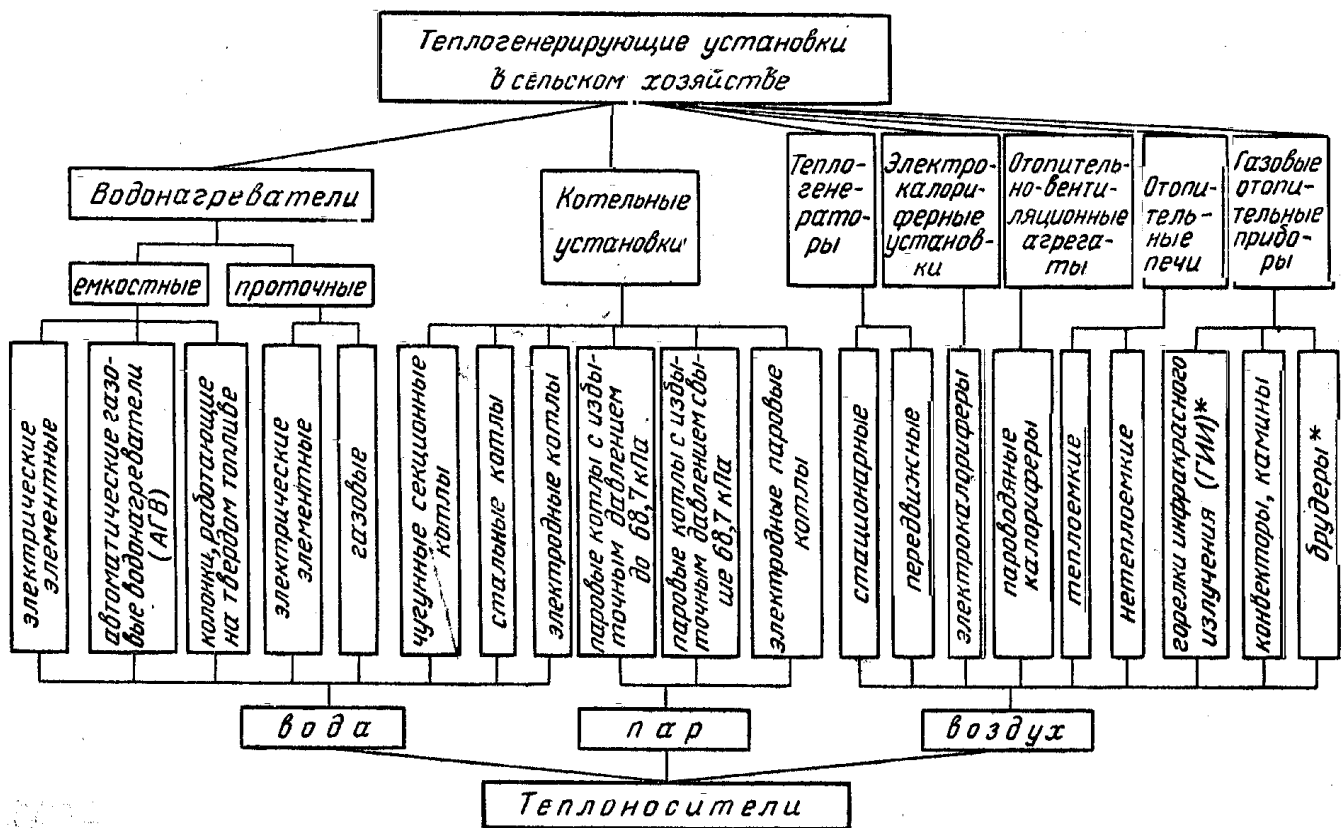 Теплогенерирующие установки
в сельском хозяйстве
Водонагреватели
Котельные
установки
Тепло-
гене-
рато-
ры
Электро-
калори-
ферные
установ-
ки
Отопитель-
но-венти-
ляционные
агрега-
ты
Отопи-
тель-
ные
печи
Газовые
отопи-
тельные
прибо-
ры
емкостные
проточные
электрические
элементные
автоматические газо-
вые водонагреватели
(АГВ)
колонки, работающие
на твердом топливе
электрические
элементные
газовые
чугунные секционные
котлы
стальные котлы
электродные котлы
паровые котлы с избы-
точным давлением
до 68,7 кПа
паровые котлы с избы-
точным давлением свы-
ше 68,7 кПа
электродные паровые
котлы
стационарные
передвижные
электрокалориферы
пароводяные
калориферы
теплоемкие
нетеплоемкие
горелки инфракрасного
излучения (ГИИ)*
конвекторы, камины
брудеры*
вода
пар
воздух
Теплоносители